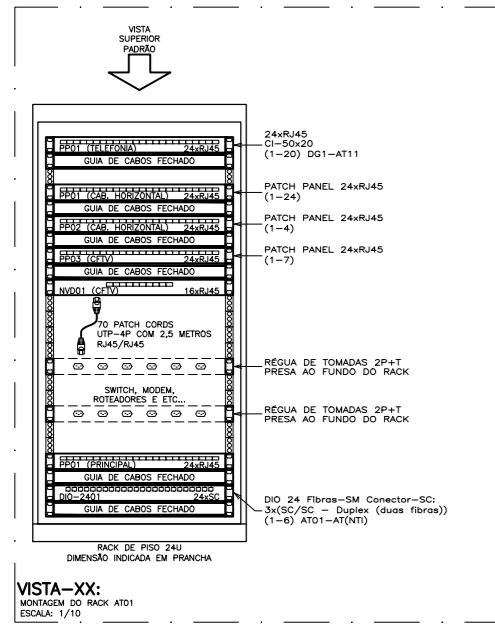 VISTA
SUPERIOR
PADRÃO
PP01 (TELEFONIA) 24xRJ45
GUIA DE CABOS FECHADO
24xRJ45
CI-50x20
(1-20) DG1-AT11
PP01 (CAB. HORIZONTAL) 24xRJ45
GUIA DE CABOS FECHADO
PATCH PANEL 24xRJ45
(1-24)
PP02 (CAB. HORIZONTAL) 24xRJ45
GUIA DE CABOS FECHADO
PATCH PANEL 24xRJ45
(1-4)
PP03 (CFTV) 24xRJ45
GUIA DE CABOS FECHADO
PATCH PANEL 24xRJ45
(1-7)
NVD01 (CFTV) 16xRJ45
70 PATCH CORDS
UTP-4P COM 2,5 METROS
RJ45/RJ45
RÉGUA DE TOMADAS 2P+T
PRESA AO FUNDO DO RACK
SWITCH, MODEM,
ROTEADORES E ETC...
RÉGUA DE TOMADAS 2P+T
PRESA AO FUNDO DO RACK
PP01 (PRINCIPAL) 24xRJ45
GUIA DE CABOS FECHADO
DIO-2401 24xSC
GUIA DE CABOS FECHADO
DIO 24 Fibras-SM Conector-SC:
3x(SC/SC - Duplex (duas fibras))
(1-6) AT01-AT(NTI)
RACK DE PISO 24U
DIMENSÃO INDICADA EM PRANCHA
VISTA-XX:
MONTAGEM DO RACK AT01
ESCALA: 1/10